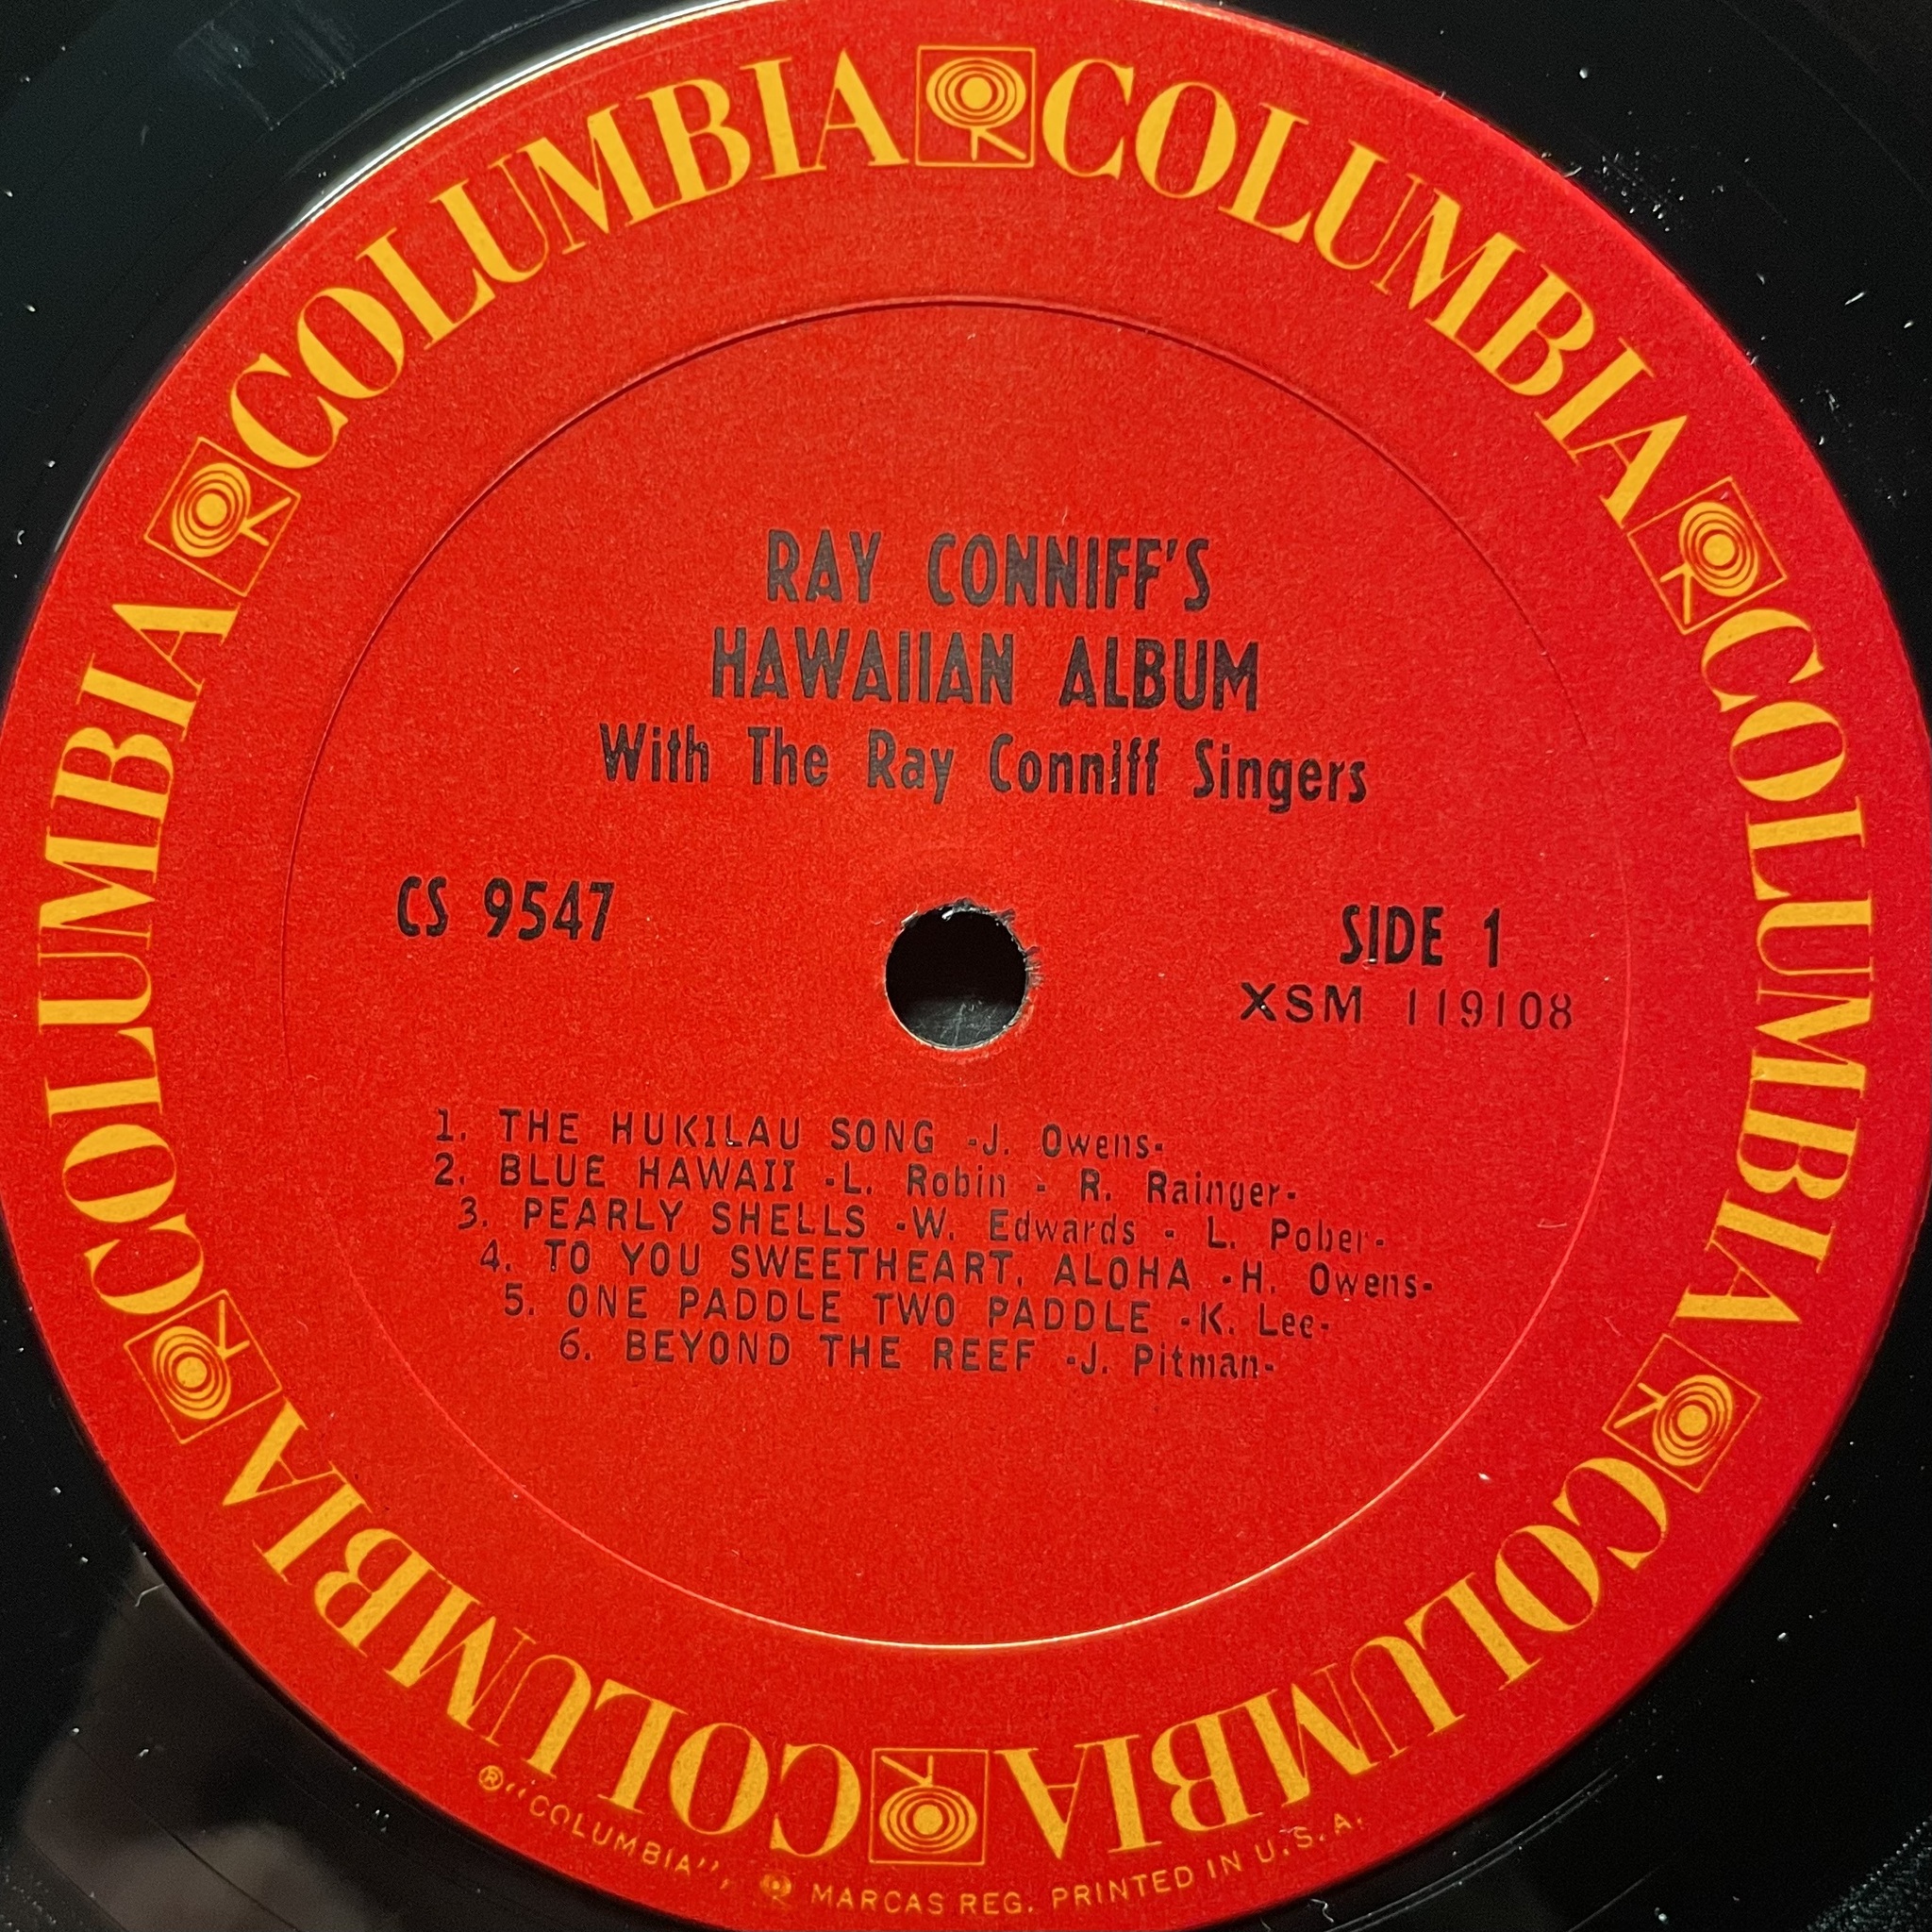 COLUMBIA COLUMBIA COLUMBIA COLUMBIA COLUMBIA COLUMBIA
RAY CONNIFF'S
HAWAIIAN ALBUM
With The Ray Conniff Singers
CS 9547
SIDE 1
XSM 119108
1. THE HUKILAU SONG -J. Owens-
2. BLUE HAWAII -L. Robin - R. Rainger-
3. PEARLY SHELLS -W. Edwards - L. Pober-
4. TO YOU SWEETHEART, ALOHA -H. Owens-
5. ONE PADDLE TWO PADDLE -K. Lee-
6. BEYOND THE REEF -J. Pitman-
®"COLUMBIA", MARCAS REG. PRINTED IN U.S.A.